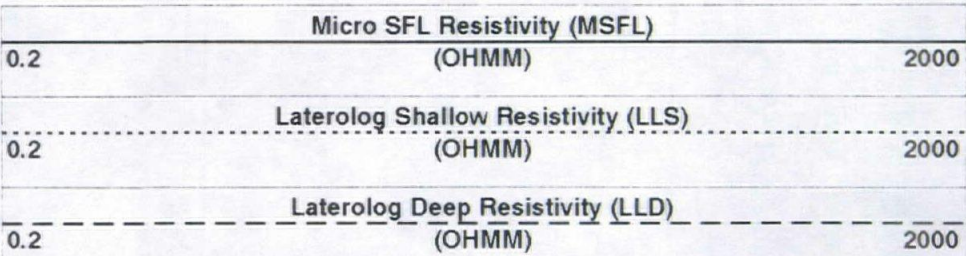 Micro SFL Resistivity (MSFL)
0.2 (OHMM) 2000
Laterolog Shallow Resistivity (LLS)
0.2 (OHMM) 2000
Laterolog Deep Resistivity (LLD)
0.2 (OHMM) 2000